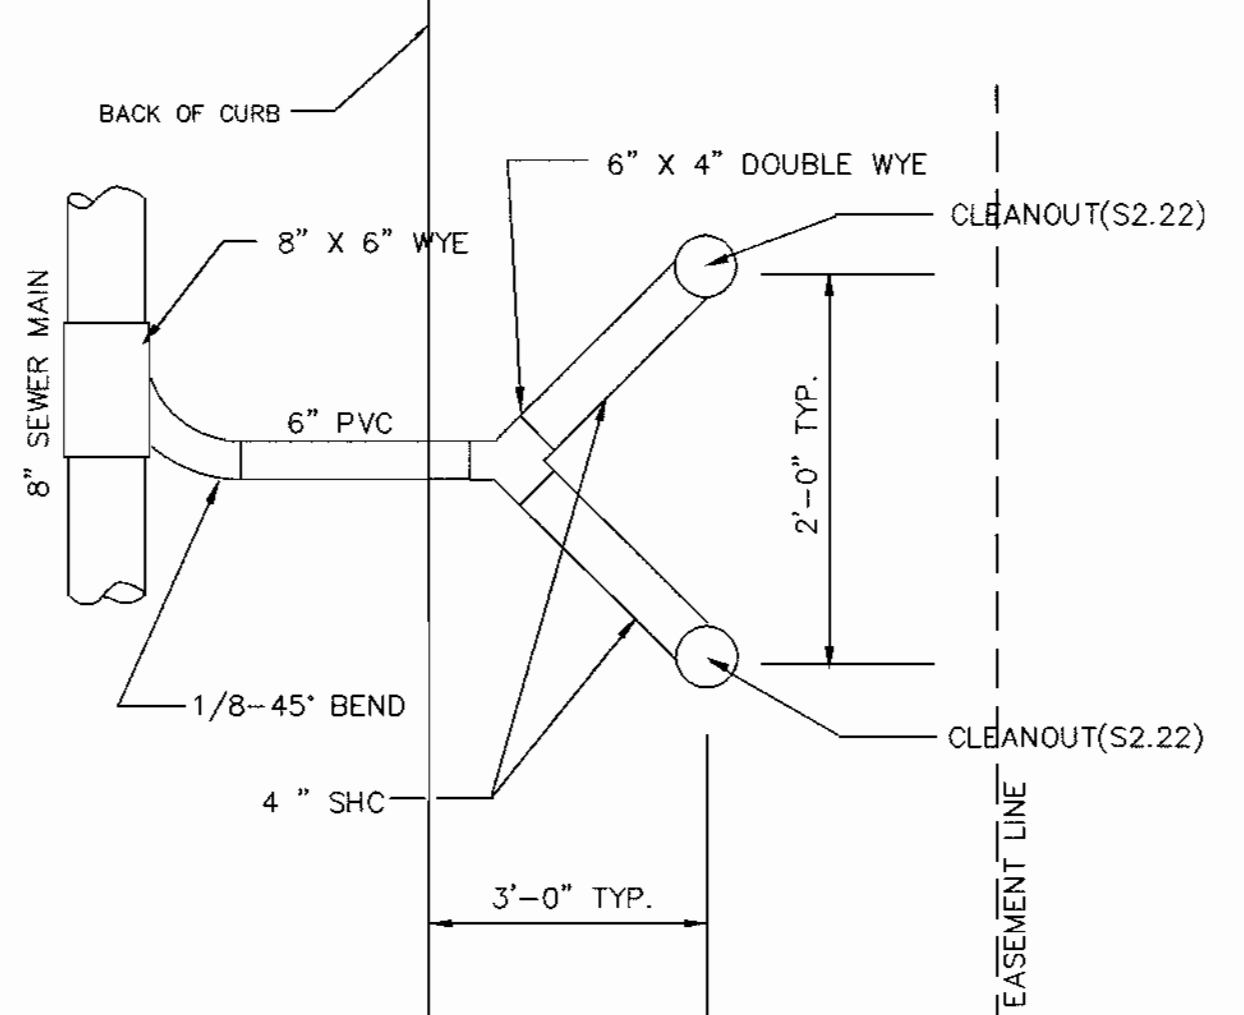 BACK OF CURB
6” X 4” DOUBLE WYE
CLEANOUT(S2.22)
8” X 6” WYE
8” SEWER MAIN
6” PVC
2’-0” TYP.
1/8-45° BEND
CLEANOUT(S2.22)
4 ” SHC
3’-0” TYP.
EASEMENT LINE